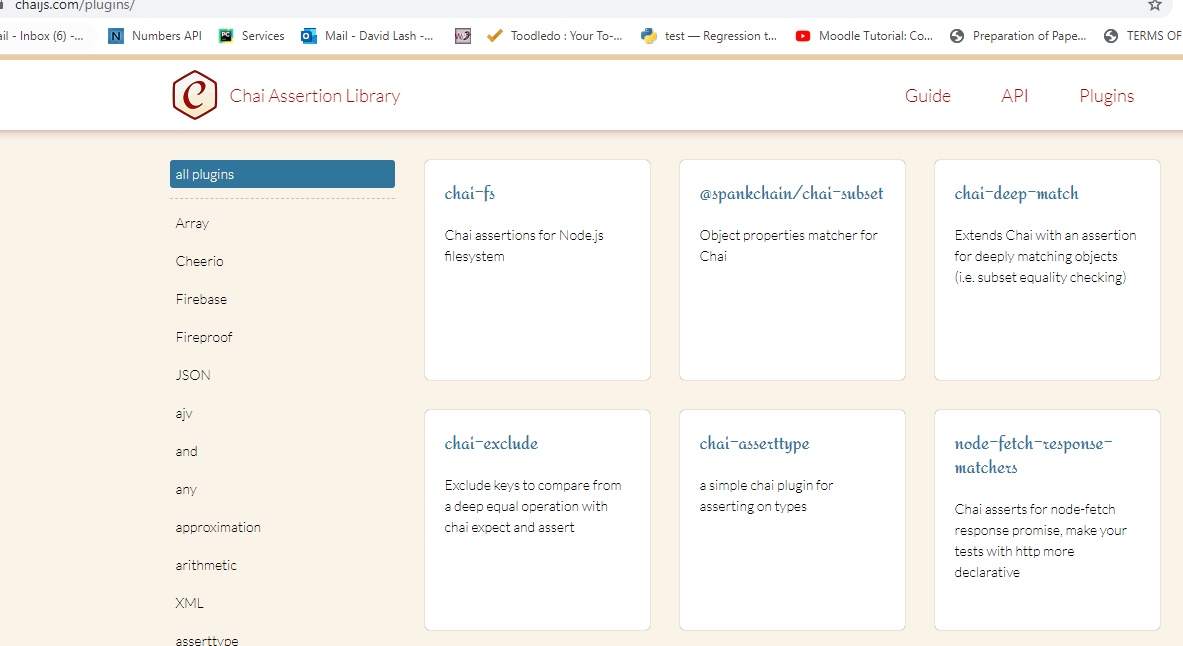 chaijs.com/plugins/
ail - Inbox (6) -... N Numbers API PC Services Mail - David Lash -... W Toodledo : Your To-... test — Regression t... Moodle Tutorial: Co... Preparation of Pape... TERMS OF
C Chai Assertion Library Guide API Plugins
all plugins
Array
Cheerio
Firebase
Fireproof
JSON
ajv
and
any
approximation
arithmetic
XML
asserttype
chai-fs
Chai assertions for Node.js
filesystem
@spankchain/chai-subset
Object properties matcher for
Chai
chai-deep-match
Extends Chai with an assertion
for deeply matching objects
(i.e. subset equality checking)
chai-exclude
Exclude keys to compare from
a deep equal operation with
chai expect and assert
chai-asserttype
a simple chai plugin for
asserting on types
node-fetch-response-
matchers
Chai asserts for node-fetch
response promise, make your
tests with http more
declarative